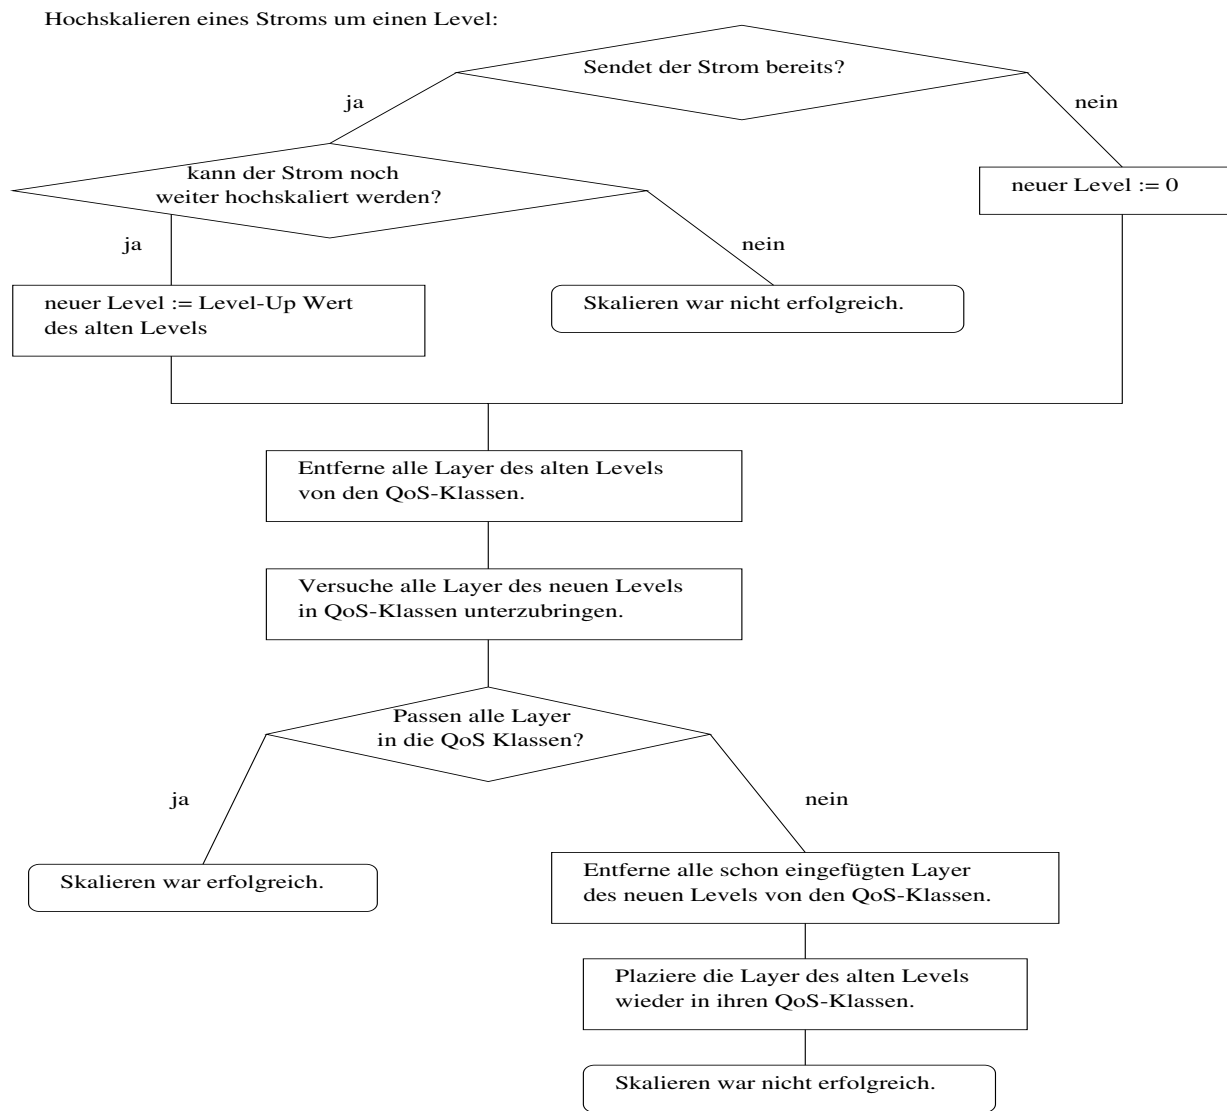 Hochskalieren eines Stroms um einen Level:
Sendet der Strom bereits?
ja
nein
kann der Strom noch
weiter hochskaliert werden?
neuer Level := 0
ja
nein
neuer Level := Level-Up Wert
des alten Levels
Skalieren war nicht erfolgreich.
Entferne alle Layer des alten Levels
von den QoS-Klassen.
Versuche alle Layer des neuen Levels
in QoS-Klassen unterzubringen.
Passen alle Layer
in die QoS Klassen?
ja
nein
Skalieren war erfolgreich.
Entferne alle schon eingefügten Layer
des neuen Levels von den QoS-Klassen.
Plaziere die Layer des alten Levels
wieder in ihren QoS-Klassen.
Skalieren war nicht erfolgreich.